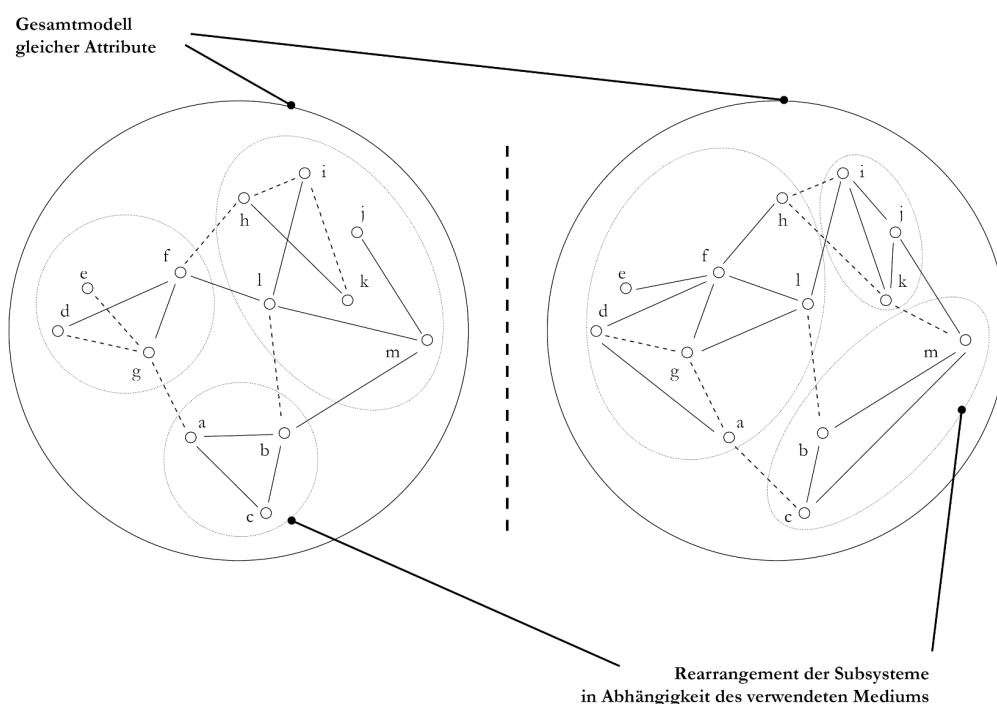 Gesamtmodell
gleicher Attribute
i
h
j
f
e
l
k
d
g
m
a
b
c
i
h
j
f
e
l
k
d
g
m
a
b
c
Rearrangement der Subsysteme
in Abhängigkeit des verwendeten Mediums